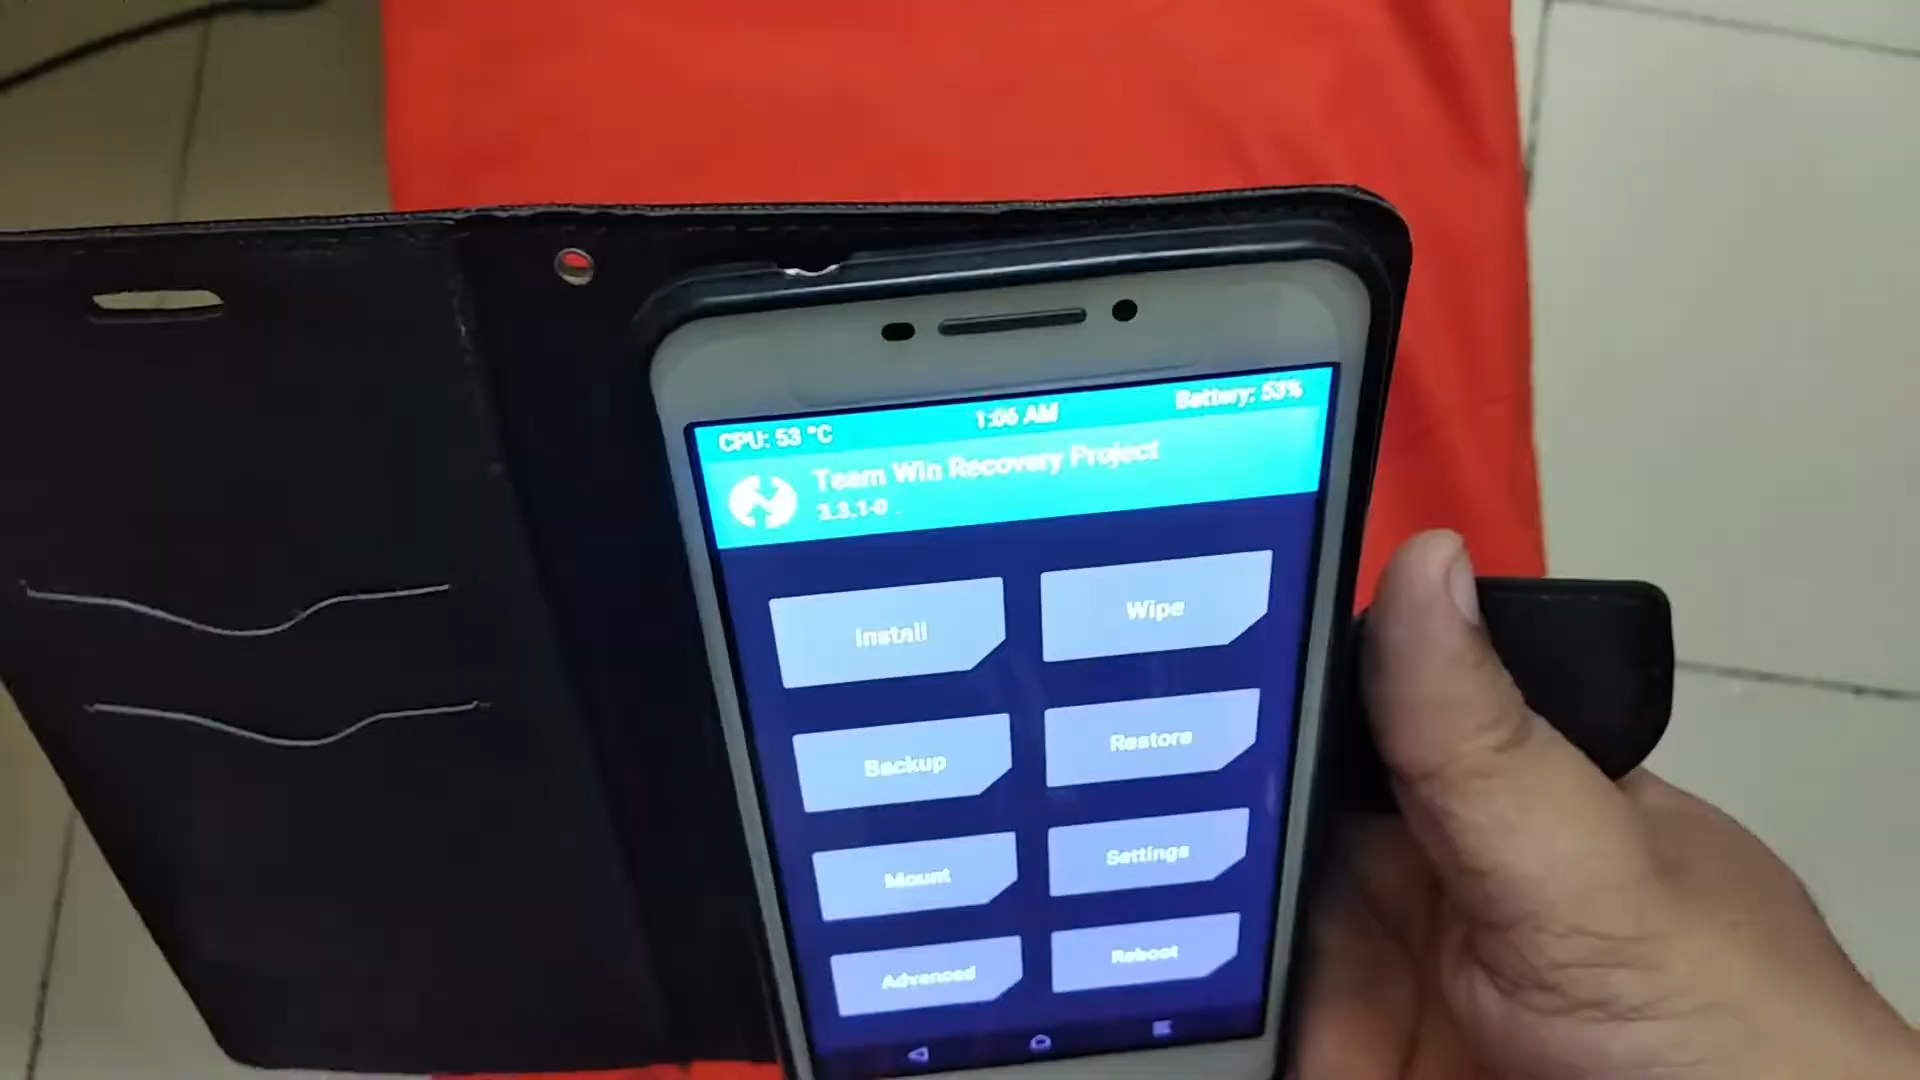 CPU: 53 °C 1:06 AM Battery: 53%
Team Win Recovery Project
3.3.1-0
Install Wipe
Backup Restore
Mount Settings
Advanced Reboot